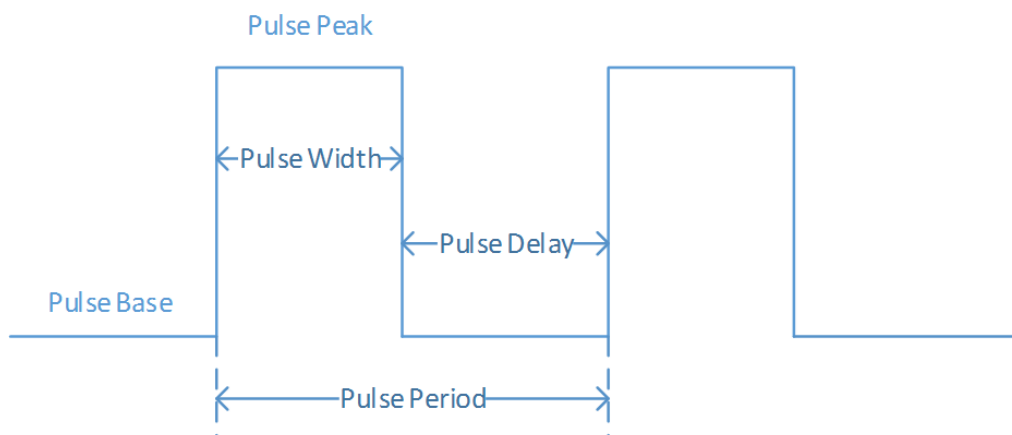 Pulse Peak
Pulse Width
Pulse Delay
Pulse Base
Pulse Period